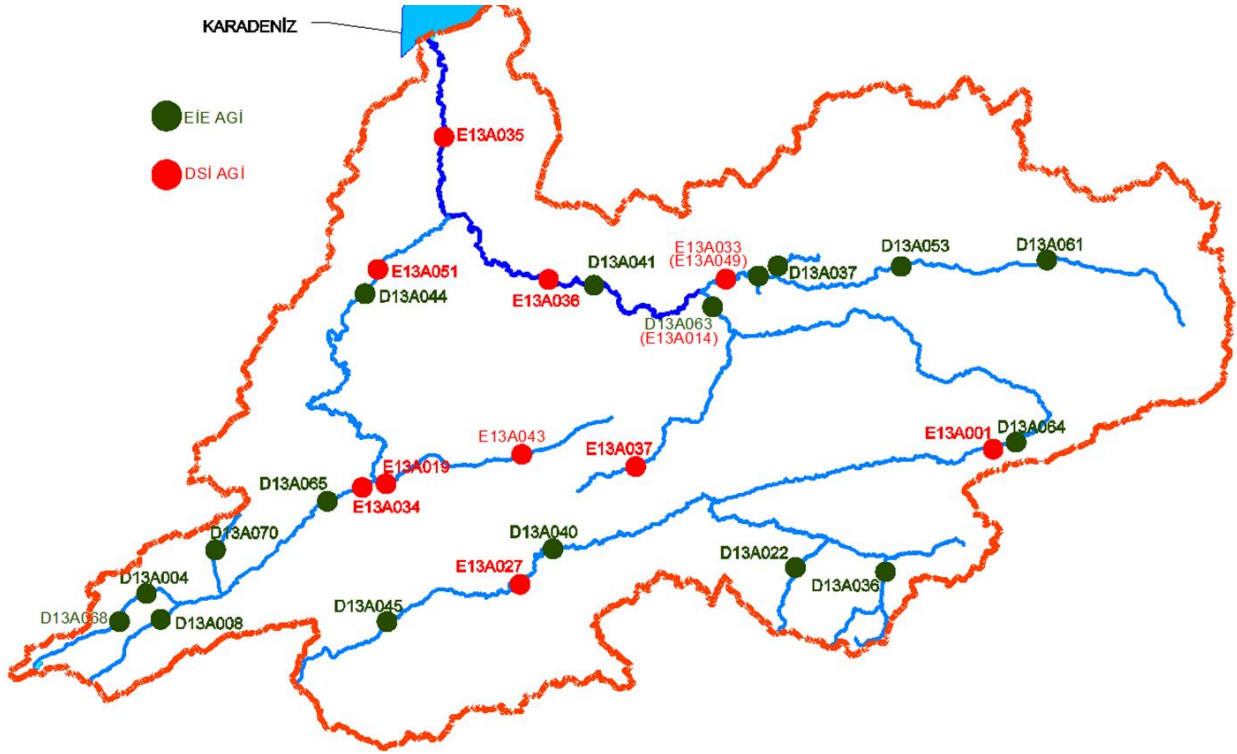 KARADENİZ
EİE AGİ
DSİ AGİ
E13A035
E13A033
(E13A049)
D13A053
D13A061
E13A051
D13A041
D13A037
D13A044
E13A036
D13A063
(E13A014)
E13A043
E13A001
D13A064
E13A037
E13A019
D13A065
E13A034
D13A070
D13A040
D13A022
E13A027
D13A036
D13A004
D13A045
D13A068
D13A008